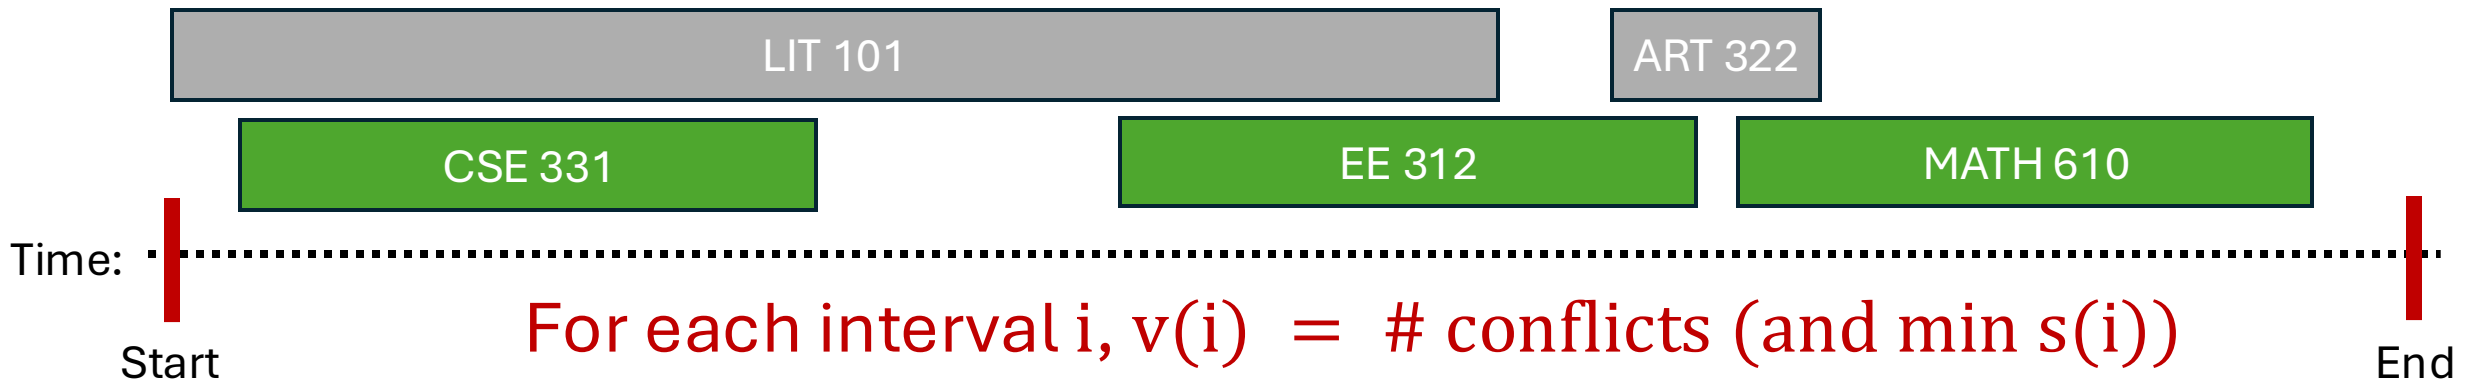 LIT 101
ART 322
CSE 331
EE 312
MATH 610
Time:
For each interval i, v(i) = # conflicts (and min s(i))
Start
End